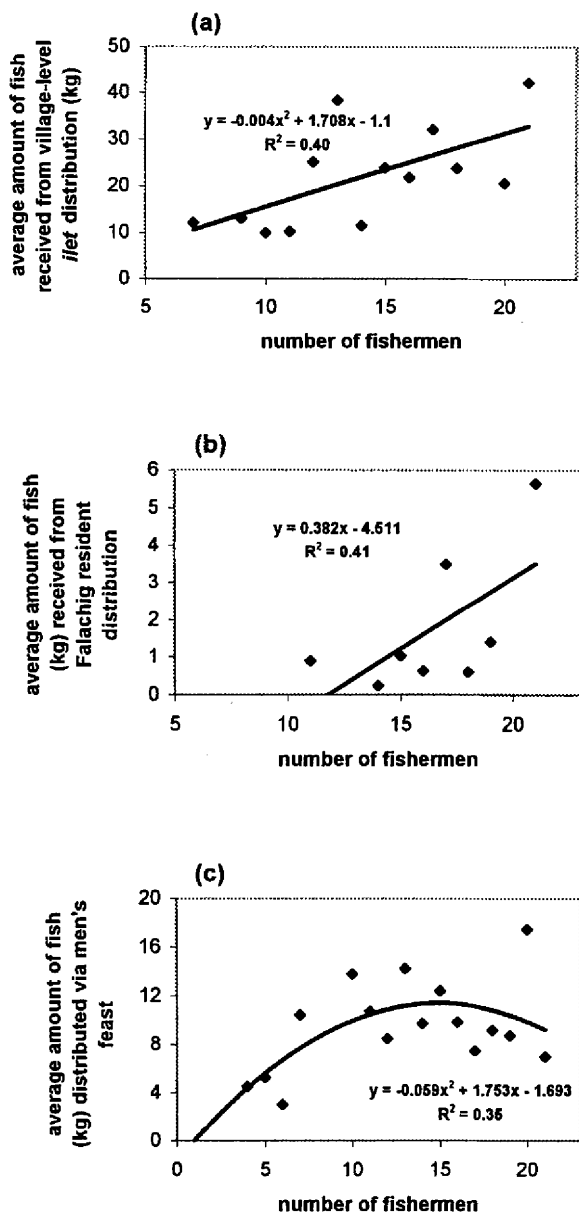 (a)
average amount of fish
received from village-level
ilet distribution (kg)
50
40
30
20
10
0
y = -0.004x² + 1.708x - 1.1
R² = 0.40
5
10
15
20
number of fishermen
(b)
average amount of fish
(kg) received from
Falachig resident
distribution
6
5
4
3
2
1
0
y = 0.382x - 4.511
R² = 0.41
5
10
15
20
number of fishermen
(c)
average amount of fish
(kg) distributed via men's
feast
20
16
12
8
4
0
y = -0.059x² + 1.753x - 1.693
R² = 0.35
0
5
10
15
20
number of fishermen